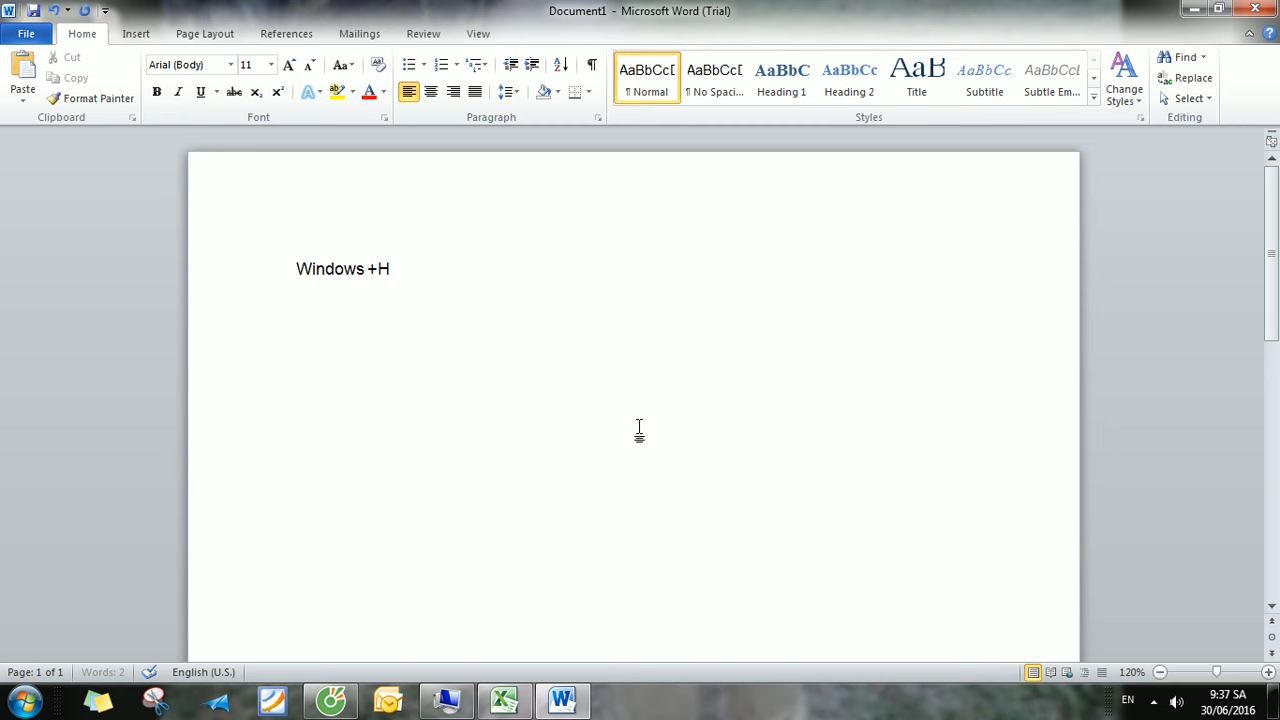 Document1 - Microsoft Word (Trial)
File Home Insert Page Layout References Mailings Review View
Paste
Cut
Copy
Format Painter
Clipboard
Arial (Body) 11
Font
Paragraph
AaBbCcD AaBbCcD AaBbC AaBbCc AaB AaBbCc AaBbCcD
¶ Normal ¶ No Spaci... Heading 1 Heading 2 Title Subtitle Subtle Em...
Change
Styles
Styles
Find
Replace
Select
Editing
Windows +H
Page: 1 of 1 Words: 2 English (U.S.) 120%
EN
9:37 SA
30/06/2016